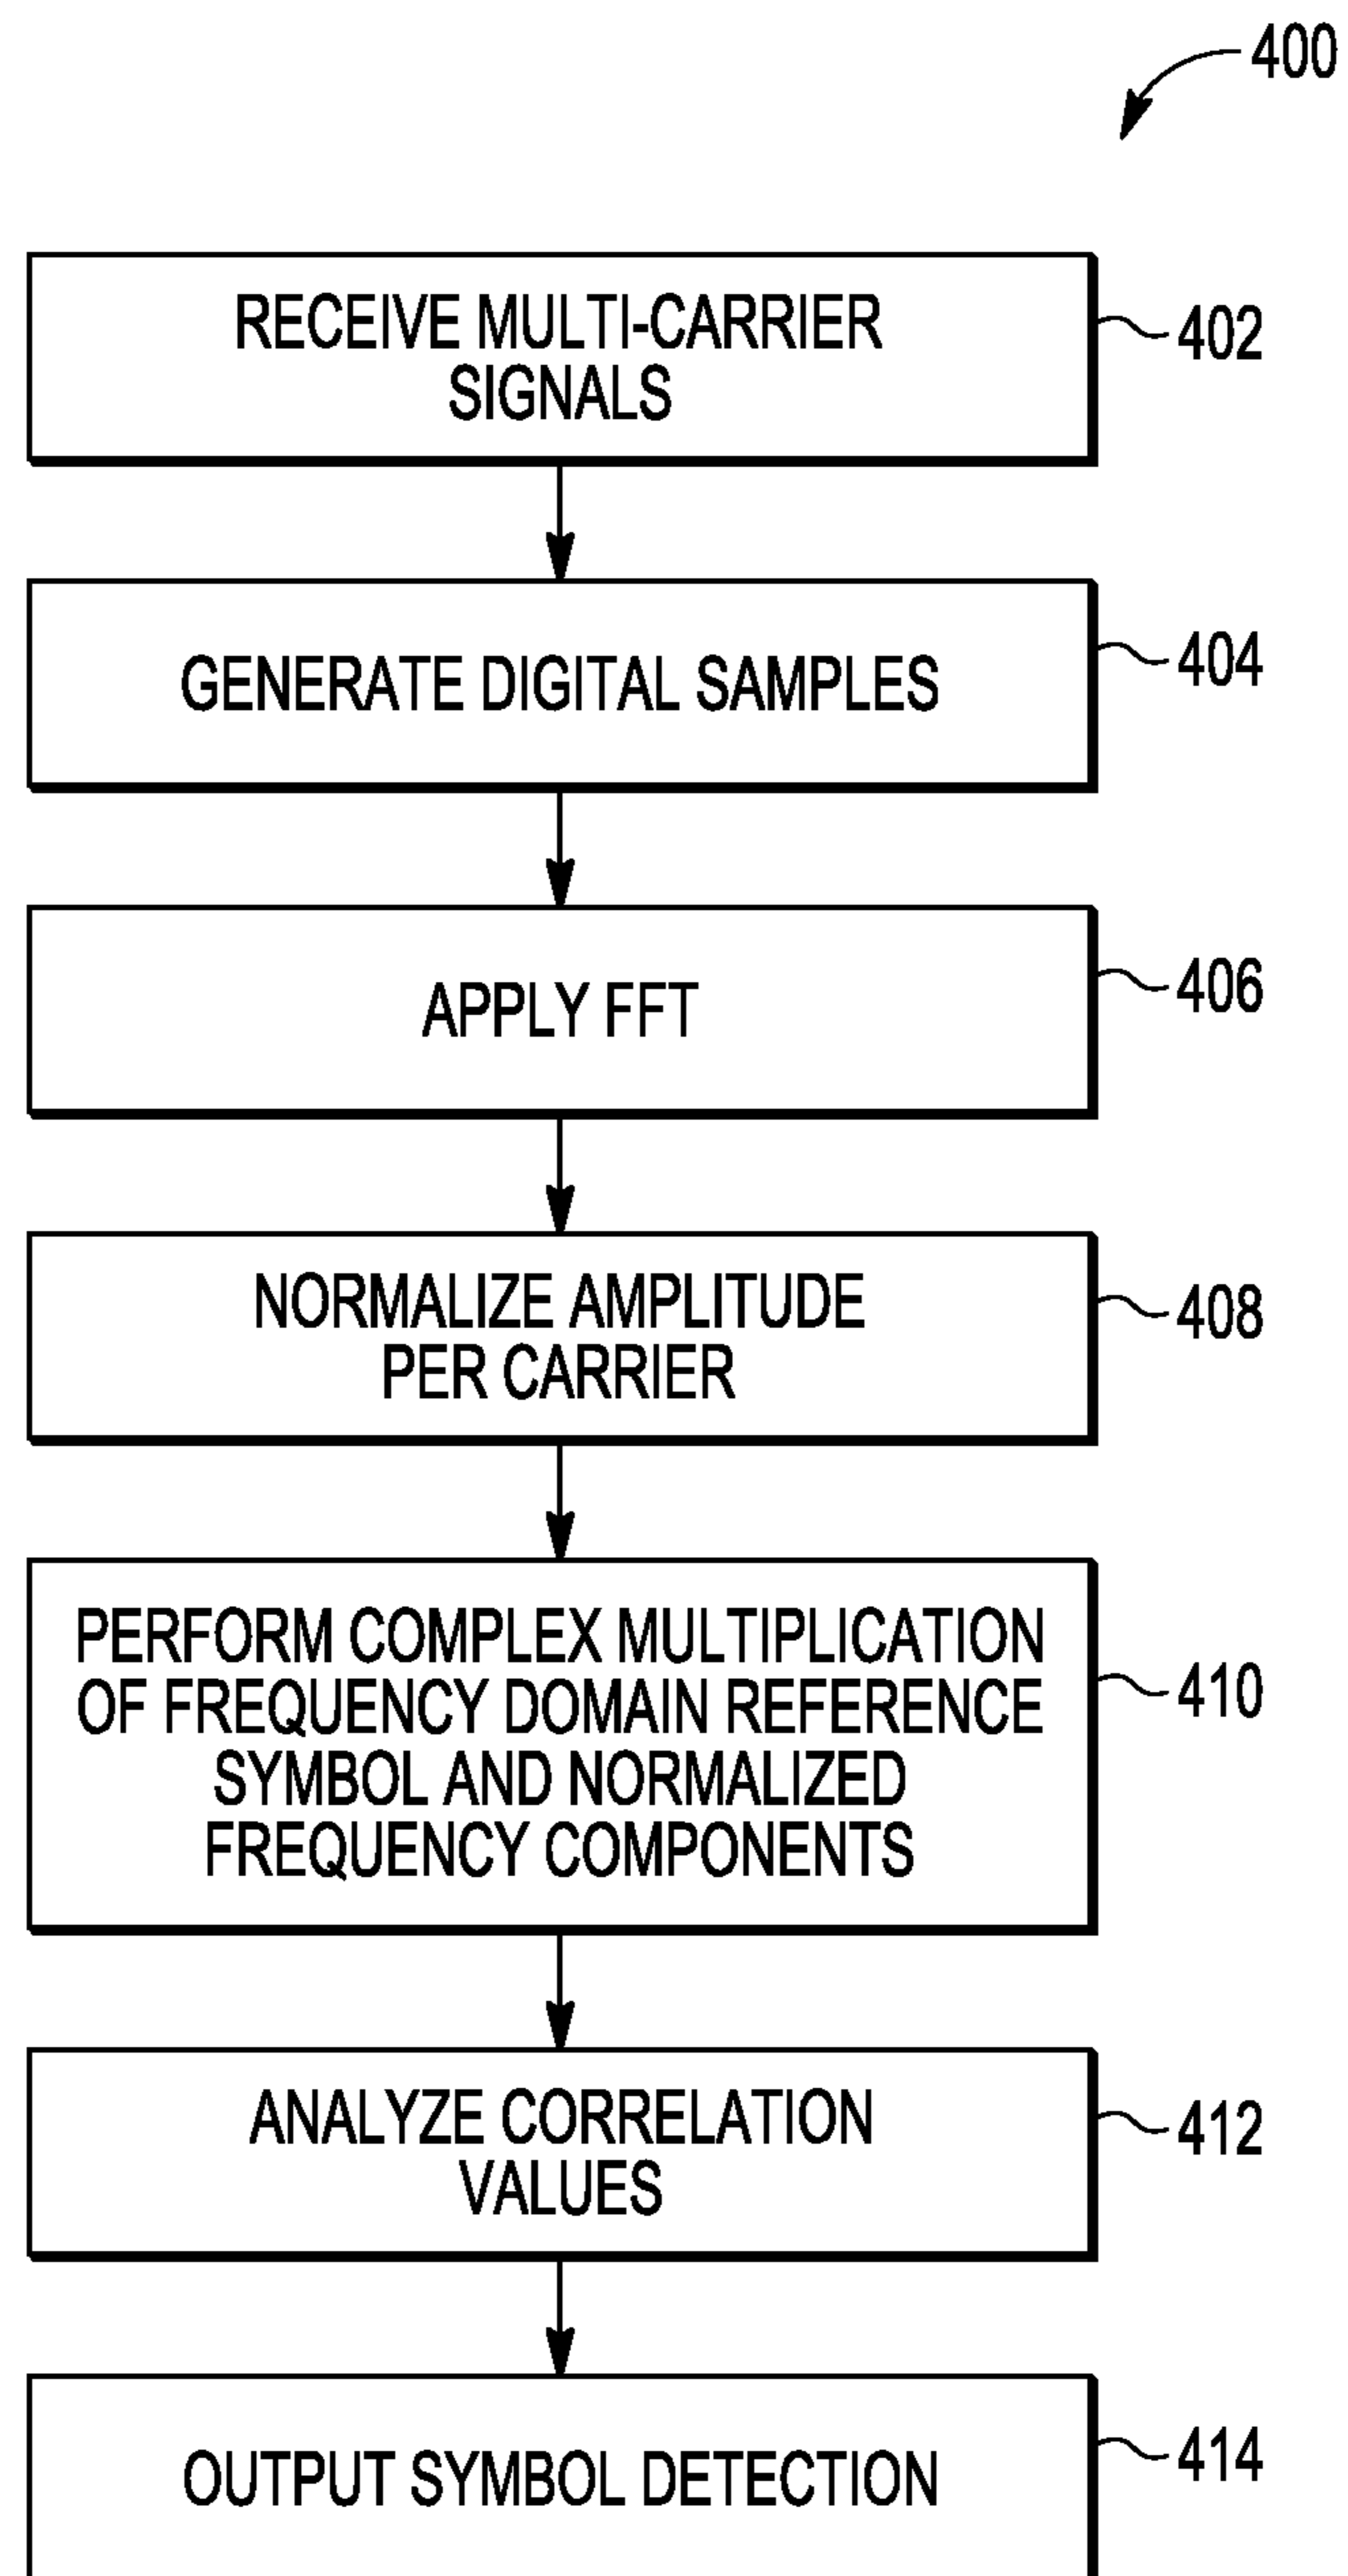 400
RECEIVE MULTI-CARRIER
SIGNALS
402
GENERATE DIGITAL SAMPLES
404
APPLY FFT
406
NORMALIZE AMPLITUDE
PER CARRIER
408
PERFORM COMPLEX MULTIPLICATION
OF FREQUENCY DOMAIN REFERENCE
SYMBOL AND NORMALIZED
FREQUENCY COMPONENTS
410
ANALYZE CORRELATION
VALUES
412
OUTPUT SYMBOL DETECTION
414